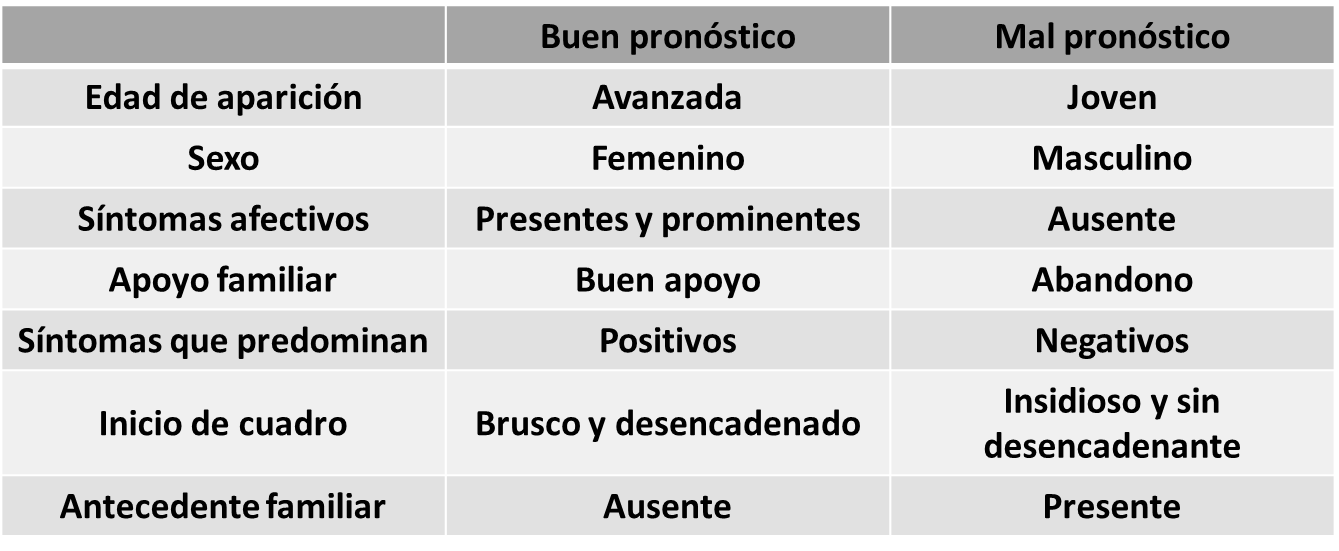 Buen pronóstico Mal pronóstico
Edad de aparición Avanzada Joven
Sexo Femenino Masculino
Síntomas afectivos Presentes y prominentes Ausente
Apoyo familiar Buen apoyo Abandono
Síntomas que predominan Positivos Negativos
Inicio de cuadro Brusco y desencadenado Insidioso y sin
desencadenante
Antecedente familiar Ausente Presente